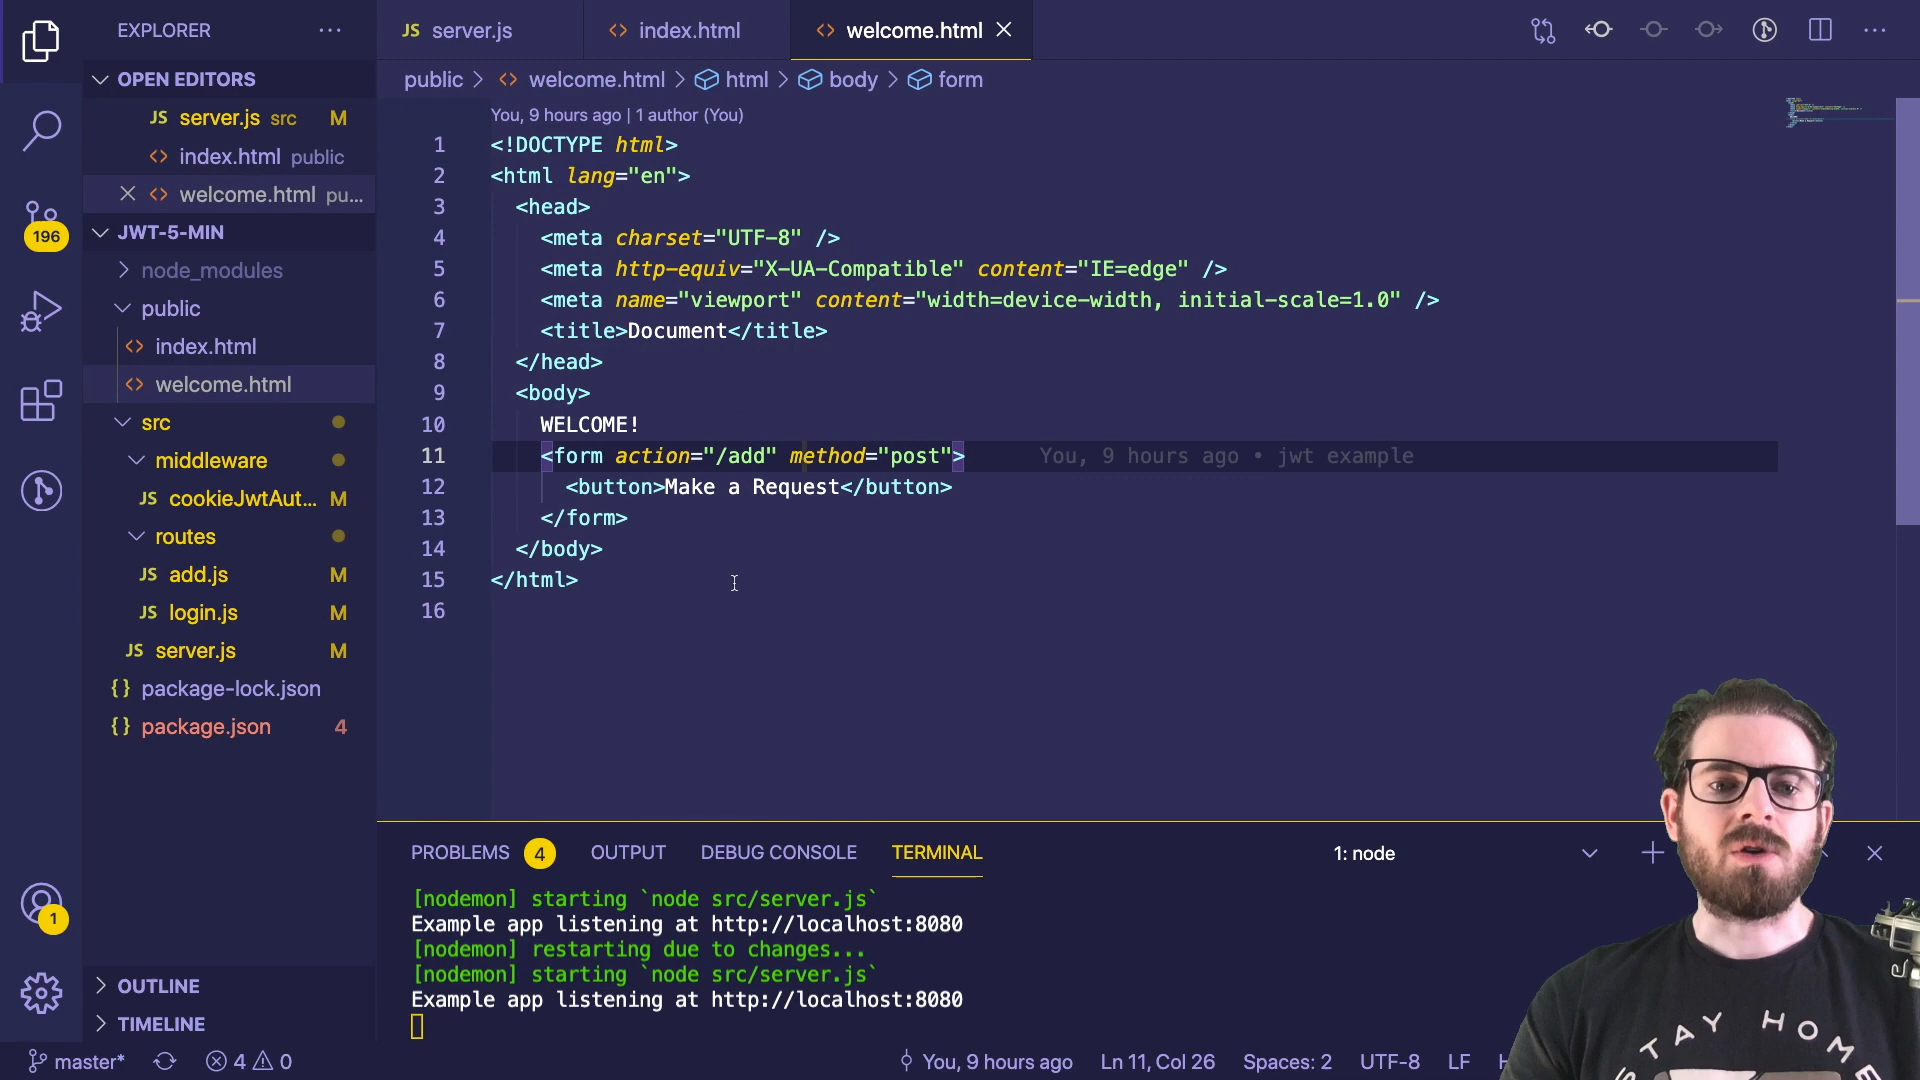 EXPLORER
OPEN EDITORS
JS server.js src M
<> index.html public
<> welcome.html pu...
196
JWT-5-MIN
node_modules
public
<> index.html
<> welcome.html
src
middleware
JS cookieJwtAut... M
routes
JS add.js M
JS login.js M
JS server.js M
{} package-lock.json
{} package.json 4
1
OUTLINE
TIMELINE
JS server.js
<> index.html
<> welcome.html
public > <> welcome.html > html > body > form
You, 9 hours ago | 1 author (You)
1 <!DOCTYPE html>
2 <html lang="en">
3 <head>
4 <meta charset="UTF-8" />
5 <meta http-equiv="X-UA-Compatible" content="IE=edge" />
6 <meta name="viewport" content="width=device-width, initial-scale=1.0" />
7 <title>Document</title>
8 </head>
9 <body>
10 WELCOME!
11 <form action="/add" method="post"> You, 9 hours ago • jwt example
12 <button>Make a Request</button>
13 </form>
14 </body>
15 </html>
16
PROBLEMS 4 OUTPUT DEBUG CONSOLE TERMINAL 1: node
[nodemon] starting `node src/server.js`
Example app listening at http://localhost:8080
[nodemon] restarting due to changes...
[nodemon] starting `node src/server.js`
Example app listening at http://localhost:8080
master* 4 0 You, 9 hours ago Ln 11, Col 26 Spaces: 2 UTF-8 LF
STAY HOME